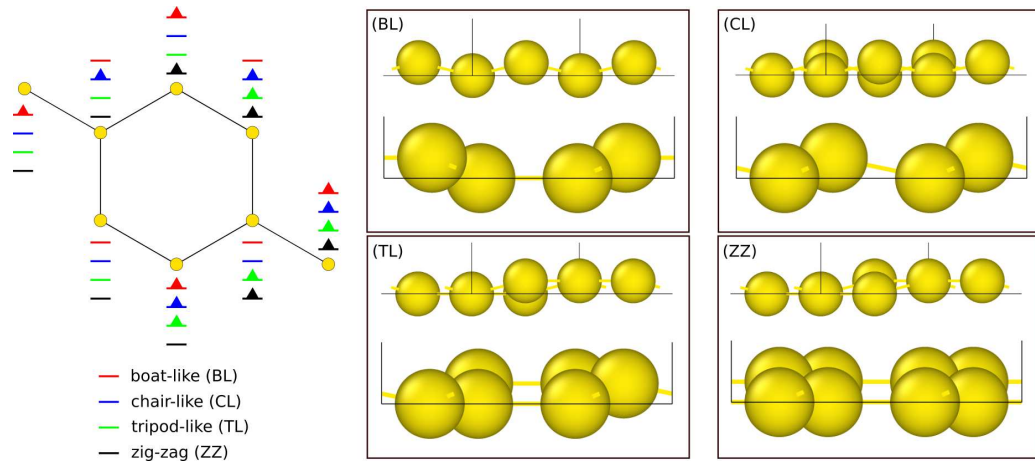 (BL)
(CL)
(TL)
(ZZ)
boat-like (BL)
chair-like (CL)
tripod-like (TL)
zig-zag (ZZ)